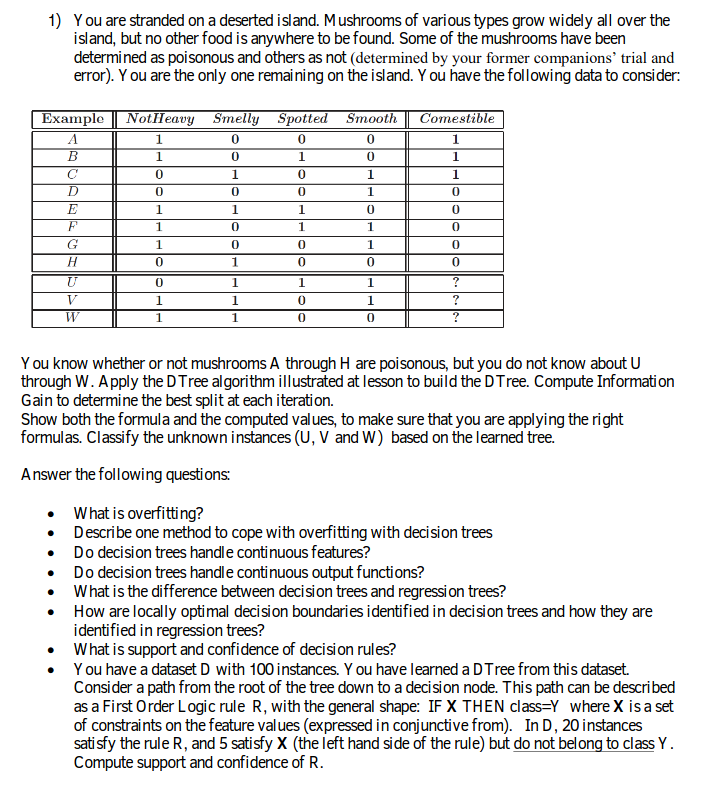 1) You are stranded on a deserted island. Mushrooms of various types grow widely all over the
island, but no other food is anywhere to be found. Some of the mushrooms have been
determined as poisonous and others as not (determined by your former companions' trial and
error). You are the only one remaining on the island. You have the following data to consider:
Example NotHeavy Smelly Spotted Smooth Comestible
A 1 0 0 0 1
B 1 0 1 0 1
C 0 1 0 1 1
D 0 0 0 1 0
E 1 1 1 0 0
F 1 0 1 1 0
G 1 0 0 1 0
H 0 1 0 0 0
U 0 1 1 1 ?
V 1 1 0 1 ?
W 1 1 0 0 ?
You know whether or not mushrooms A through H are poisonous, but you do not know about U
through W. Apply the DTree algorithm illustrated at lesson to build the DTree. Compute Information
Gain to determine the best split at each iteration.
Show both the formula and the computed values, to make sure that you are applying the right
formulas. Classify the unknown instances (U, V and W) based on the learned tree.
Answer the following questions:
• What is overfitting?
• Describe one method to cope with overfitting with decision trees
• Do decision trees handle continuous features?
• Do decision trees handle continuous output functions?
• What is the difference between decision trees and regression trees?
• How are locally optimal decision boundaries identified in decision trees and how they are
identified in regression trees?
• What is support and confidence of decision rules?
• You have a dataset D with 100 instances. You have learned a DTree from this dataset.
Consider a path from the root of the tree down to a decision node. This path can be described
as a First Order Logic rule R, with the general shape: IF X THEN class=Y where X is a set
of constraints on the feature values (expressed in conjunctive from). In D, 20 instances
satisfy the rule R, and 5 satisfy X (the left hand side of the rule) but do not belong to class Y.
Compute support and confidence of R.